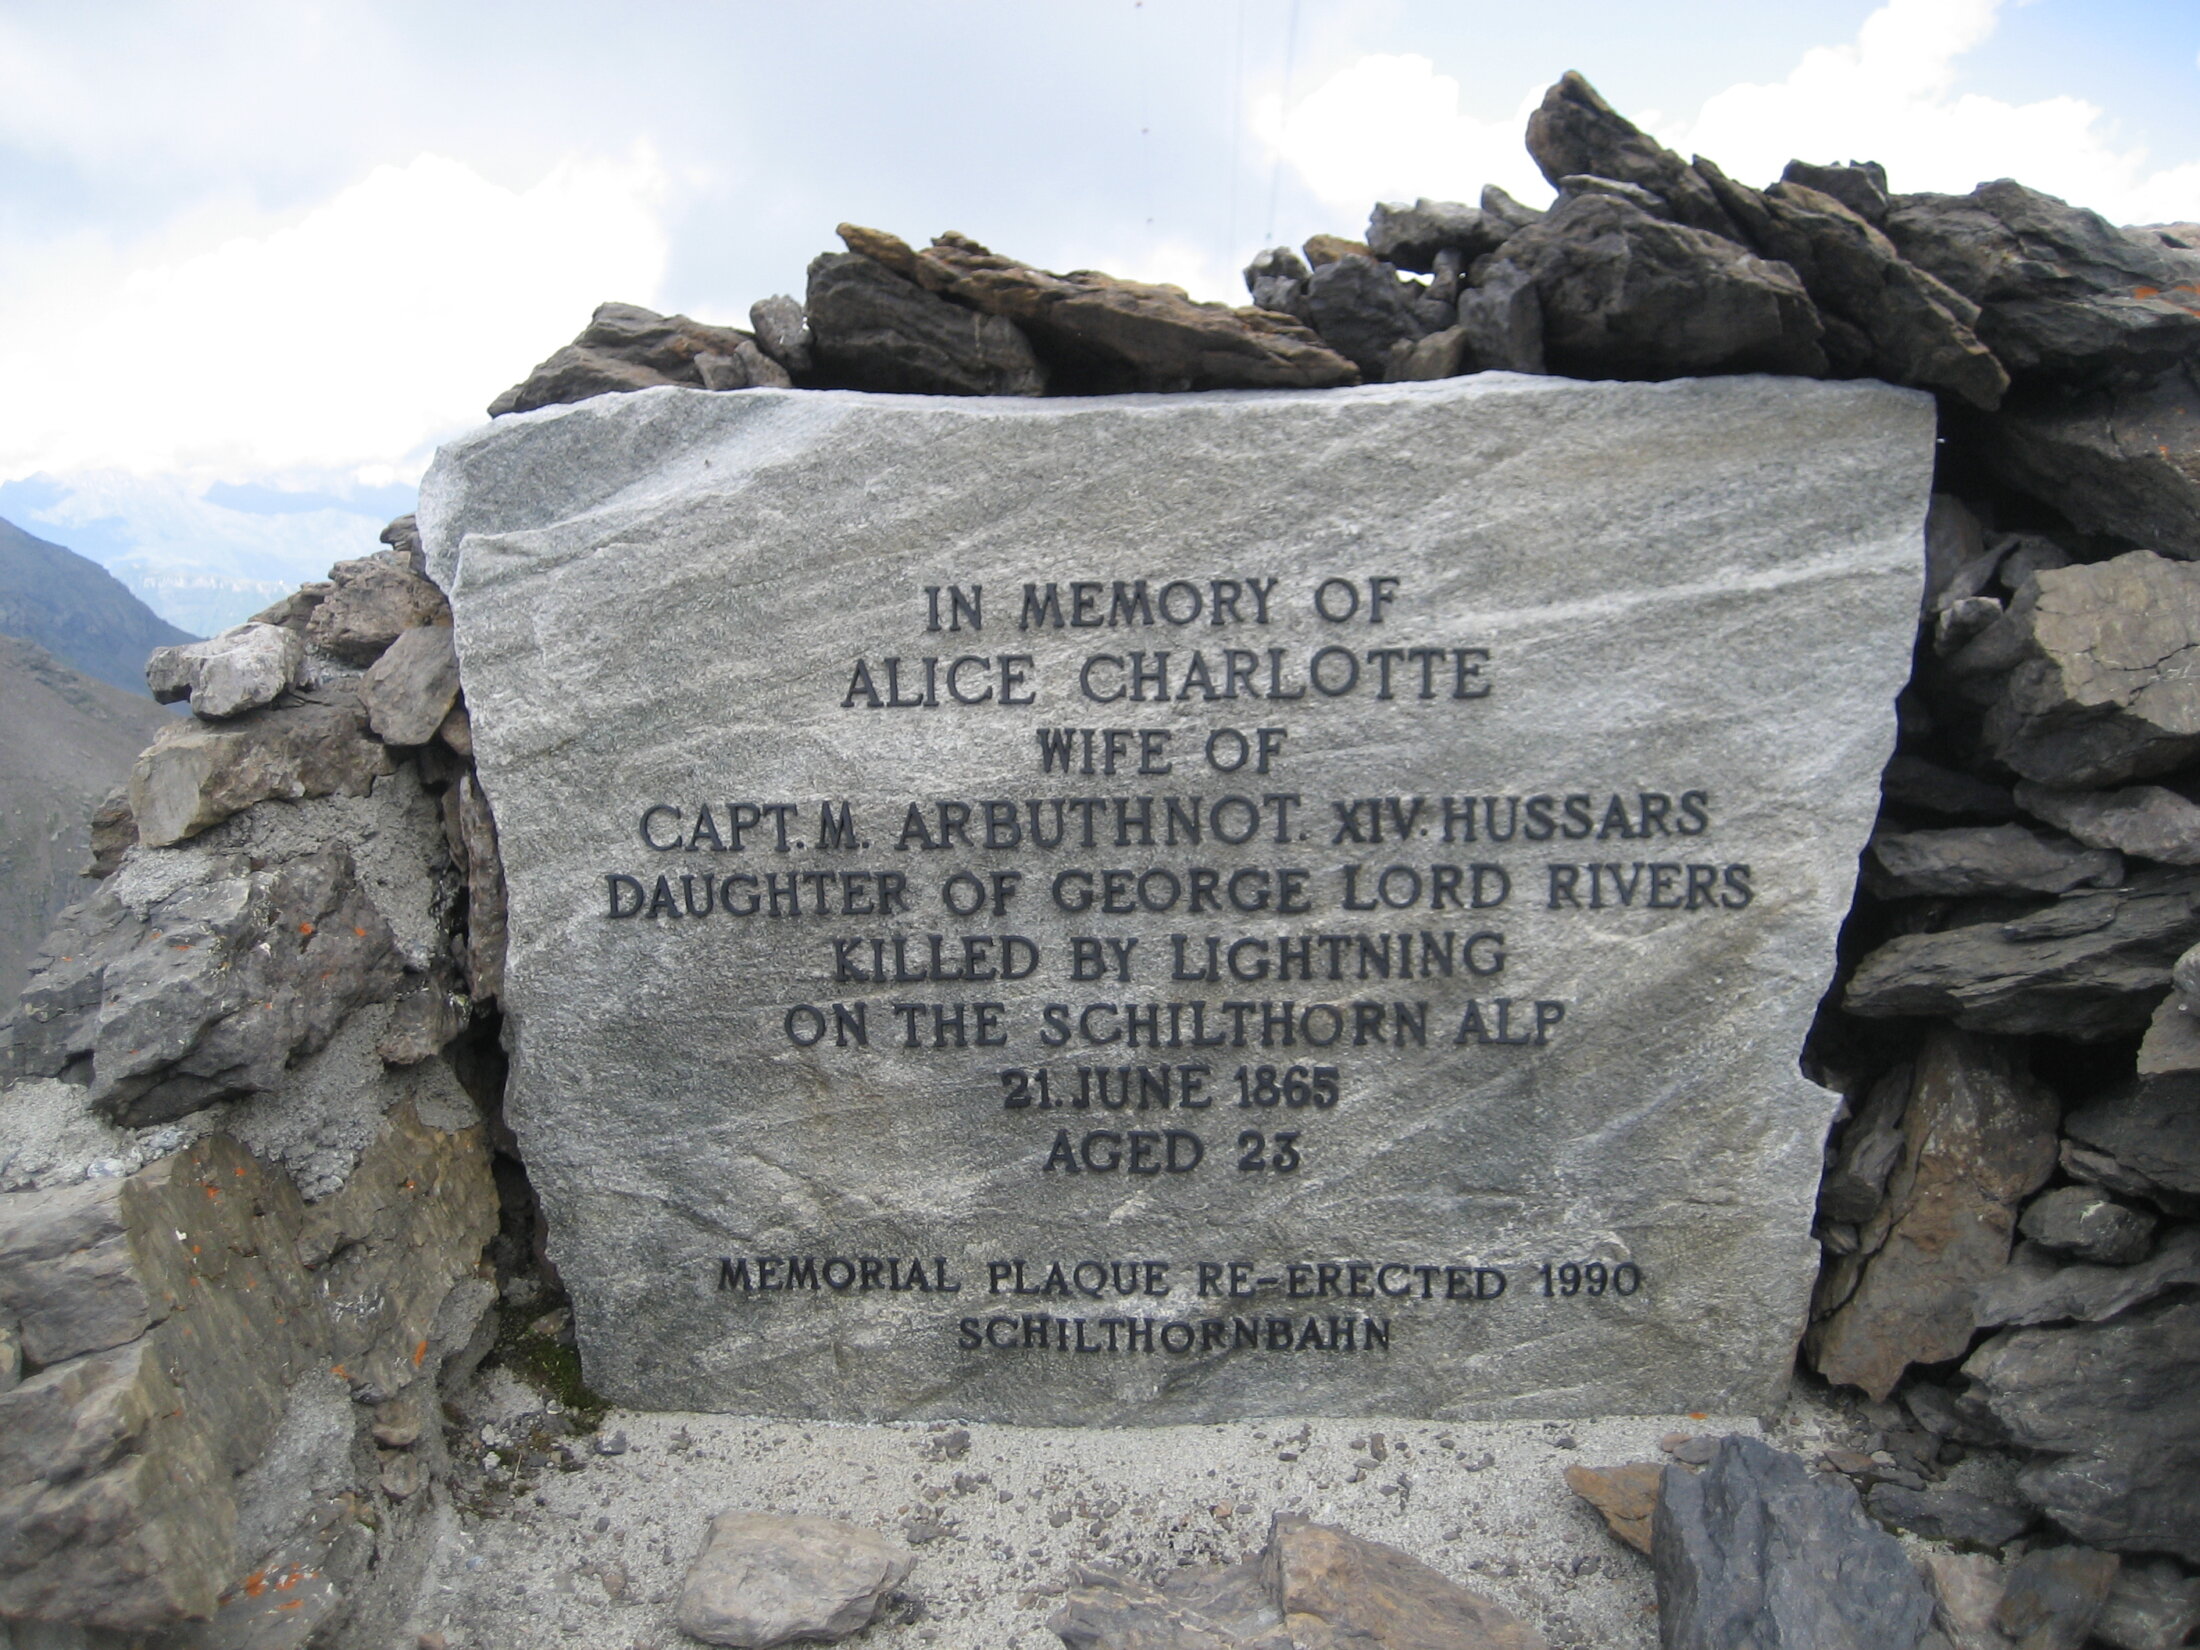 IN MEMORY OF
ALICE CHARLOTTE
WIFE OF
CAPT. M. ARBUTHNOT. XIV. HUSSARS
DAUGHTER OF GEORGE LORD RIVERS
KILLED BY LIGHTNING
ON THE SCHILTHORN ALP
21. JUNE 1865
AGED 23
MEMORIAL PLAQUE RE-ERECTED 1990
SCHILTHORNBAHN